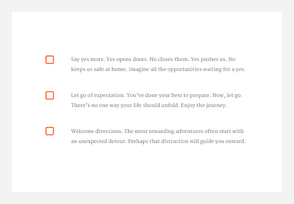 Say yes more. Yes opens doors. No closes them. Yes pushes us. No
keeps us safe at home. Imagine all the opportunities waiting for a yes.
Let go of expectation. You've done your best to prepare. Now, let go.
There's no one way your life should unfold. Enjoy the journey.
Welcome diversions. The most rewarding adventures often start with
an unexpected detour. Perhaps that distraction will guide you onward.